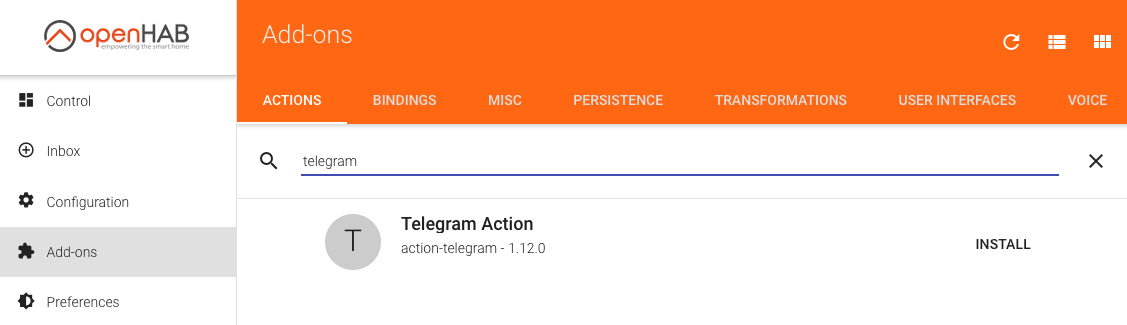 openHAB
empowering the smart home
Add-ons
Control
Inbox
Configuration
Add-ons
Preferences
ACTIONS BINDINGS MISC PERSISTENCE TRANSFORMATIONS USER INTERFACES VOICE
telegram
T
Telegram Action
action-telegram - 1.12.0
INSTALL